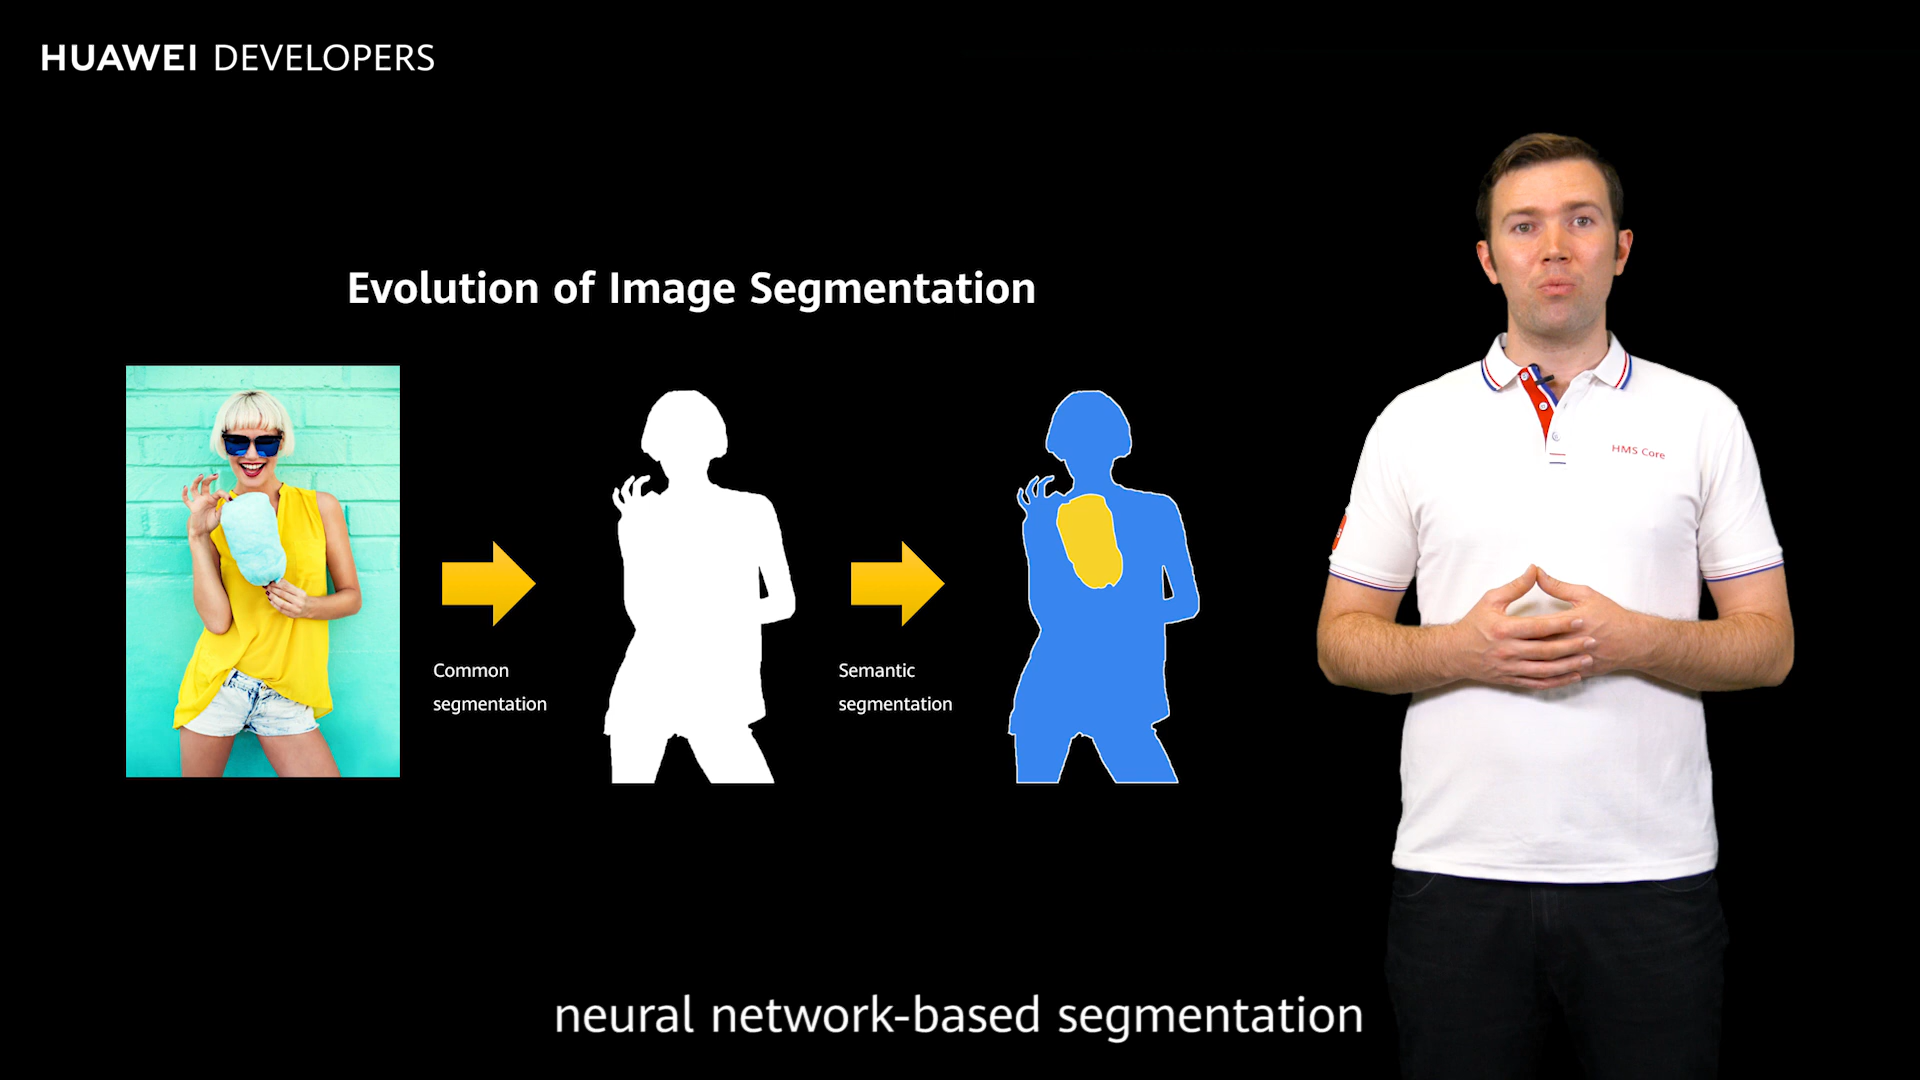 HUAWEI DEVELOPERS
Evolution of Image Segmentation
HMS Core
Common
segmentation
Semantic
segmentation
neural network-based segmentation